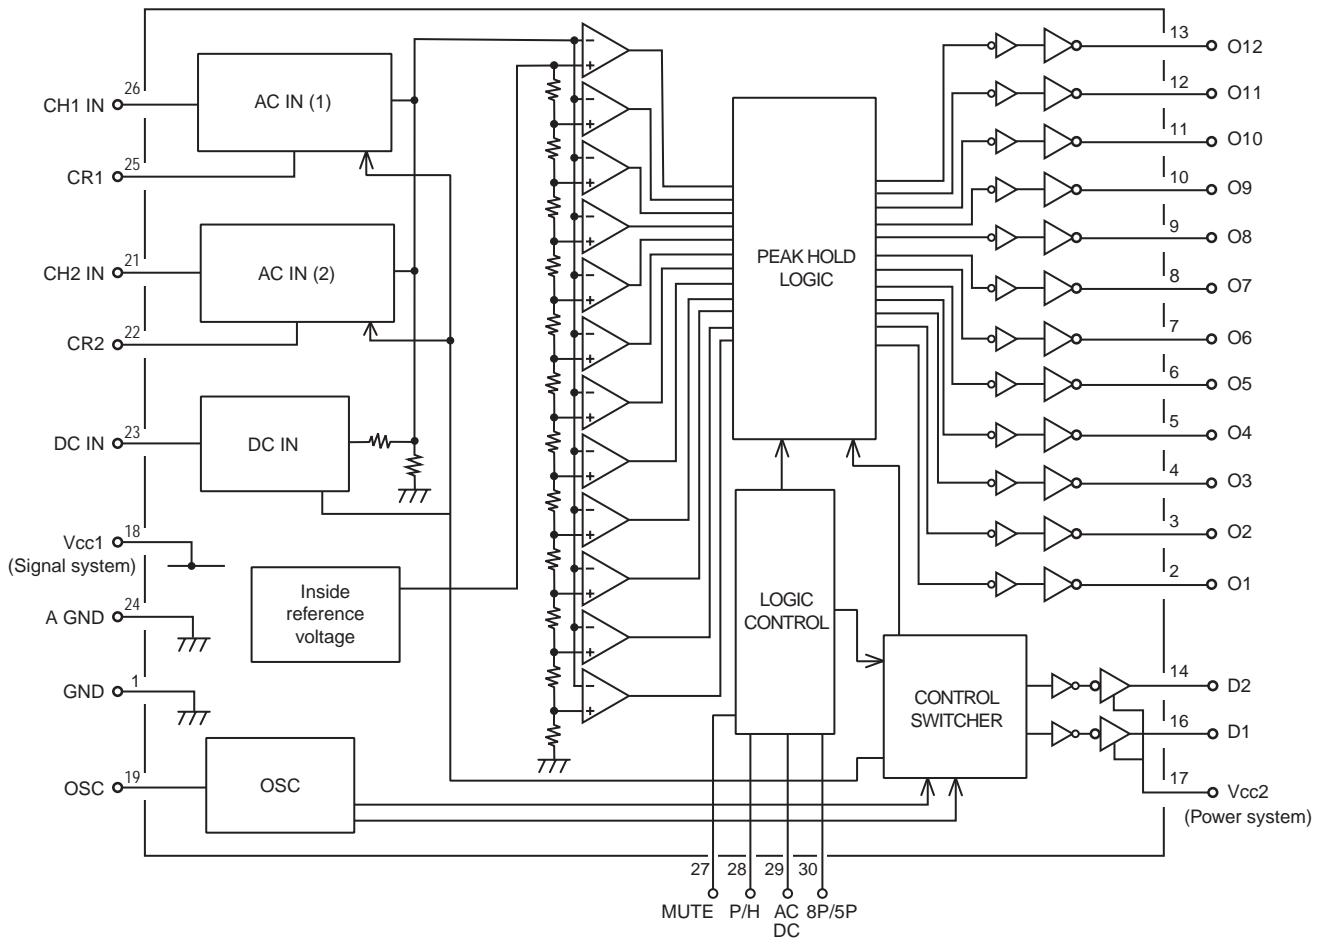 CH1 IN
26
AC IN (1)
CR1
25
CH2 IN
21
AC IN (2)
CR2
22
DC IN
23
DC IN
Vcc1
(Signal system)
18
A GND
24
Inside
reference
voltage
GND
1
OSC
19
OSC
−
+
−
+
−
+
−
+
−
+
−
+
−
+
−
+
−
+
−
+
−
+
−
+
PEAK HOLD
LOGIC
LOGIC
CONTROL
CONTROL
SWITCHER
13
O12
12
O11
11
O10
10
O9
9
O8
8
O7
7
O6
6
O5
5
O4
4
O3
3
O2
2
O1
14
D2
16
D1
17
Vcc2
(Power system)
27
28
29
30
MUTE
P/H
AC
DC
8P/5P